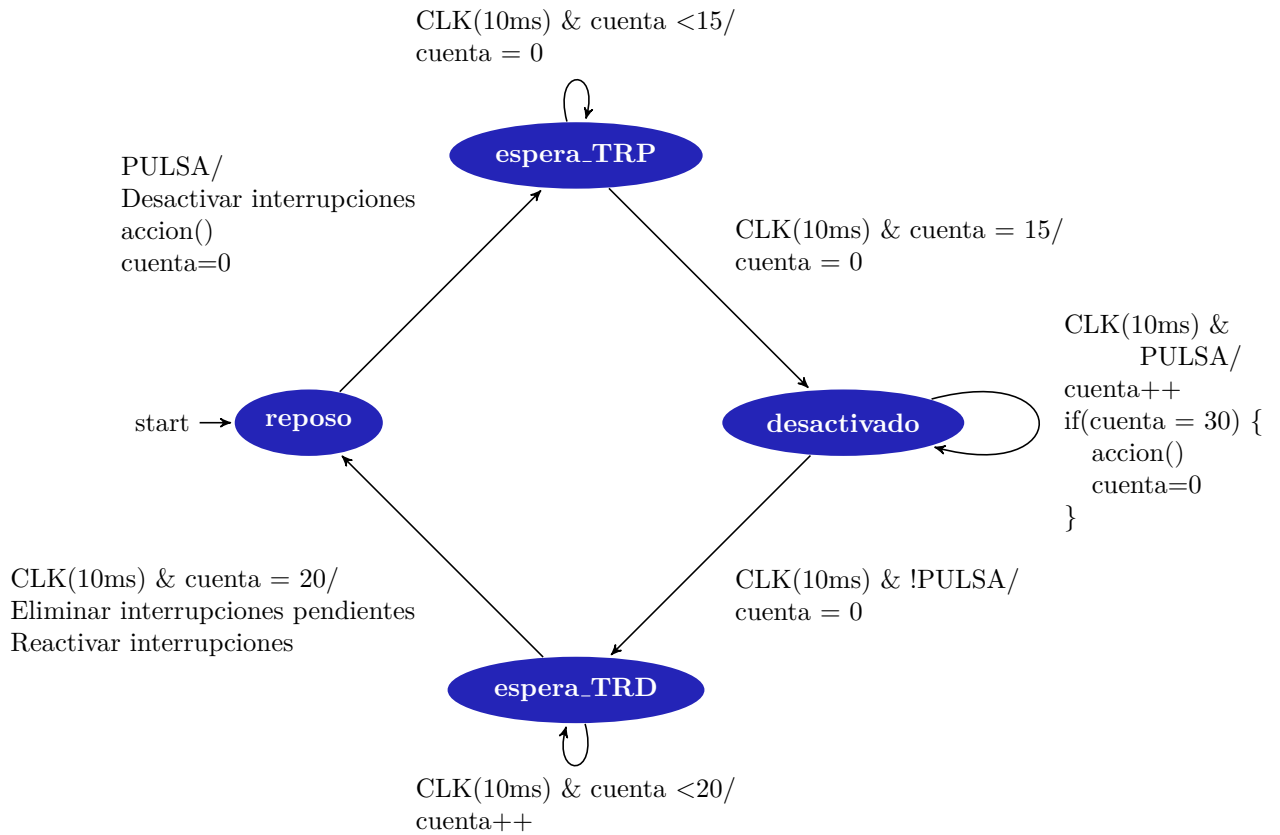 CLK(10ms) & cuenta <15/
cuenta = 0
espera_TRP
PULSA/
Desactivar interrupciones
accion()
cuenta=0
CLK(10ms) & cuenta = 15/
cuenta = 0
CLK(10ms) &
PULSA/
cuenta++
if(cuenta = 30) {
accion()
cuenta=0
}
start
reposo
desactivado
CLK(10ms) & cuenta = 20/
Eliminar interrupciones pendientes
Reactivar interrupciones
CLK(10ms) & !PULSA/
cuenta = 0
espera_TRD
CLK(10ms) & cuenta <20/
cuenta++